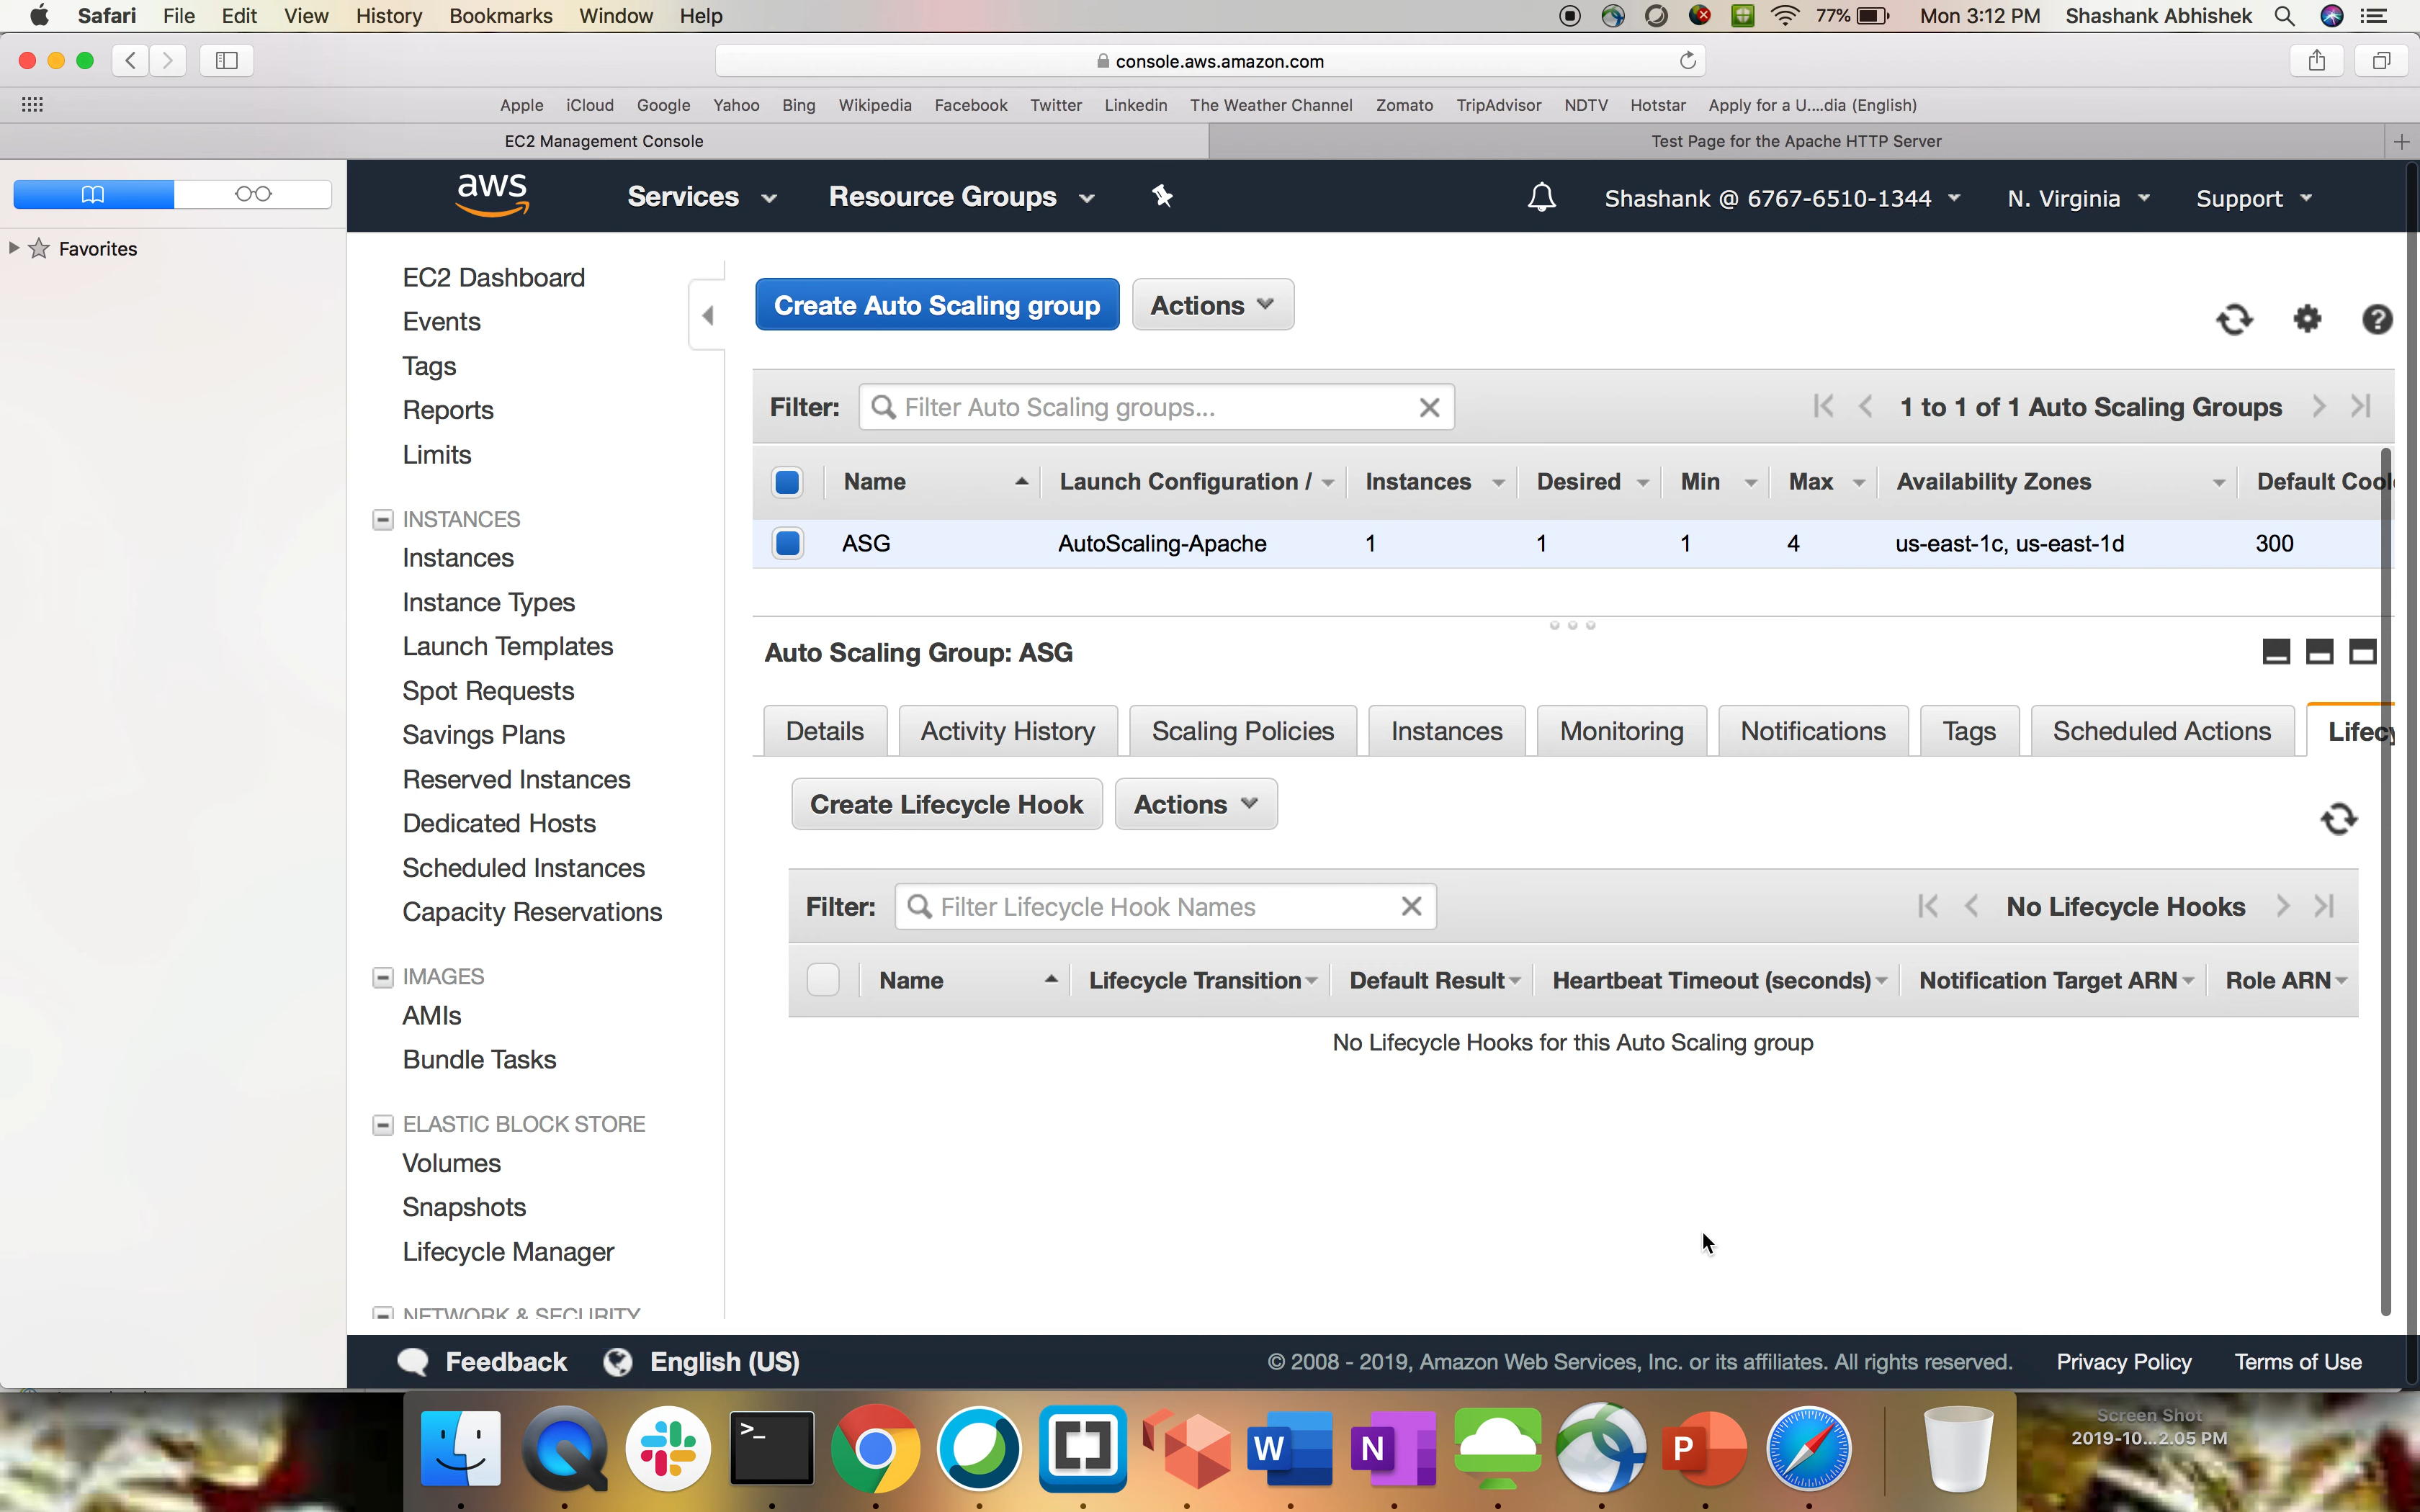 Safari File Edit View History Bookmarks Window Help 77% Mon 3:12 PM Shashank Abhishek
console.aws.amazon.com
Apple iCloud Google Yahoo Bing Wikipedia Facebook Twitter Linkedin The Weather Channel Zomato TripAdvisor NDTV Hotstar Apply for a U....dia (English)
EC2 Management Console Test Page for the Apache HTTP Server
Favorites
aws Services Resource Groups Shashank @ 6767-6510-1344 N. Virginia Support
EC2 Dashboard
Events
Tags
Reports
Limits
INSTANCES
Instances
Instance Types
Launch Templates
Spot Requests
Savings Plans
Reserved Instances
Dedicated Hosts
Scheduled Instances
Capacity Reservations
IMAGES
AMIs
Bundle Tasks
ELASTIC BLOCK STORE
Volumes
Snapshots
Lifecycle Manager
NETWORK & SECURITY
Create Auto Scaling group Actions
Filter: Filter Auto Scaling groups... 1 to 1 of 1 Auto Scaling Groups
Name Launch Configuration / Instances Desired Min Max Availability Zones Default Cool
ASG AutoScaling-Apache 1 1 1 4 us-east-1c, us-east-1d 300
Auto Scaling Group: ASG
Details Activity History Scaling Policies Instances Monitoring Notifications Tags Scheduled Actions Lifecy
Create Lifecycle Hook Actions
Filter: Filter Lifecycle Hook Names No Lifecycle Hooks
Name Lifecycle Transition Default Result Heartbeat Timeout (seconds) Notification Target ARN Role ARN
No Lifecycle Hooks for this Auto Scaling group
Feedback English (US) © 2008 - 2019, Amazon Web Services, Inc. or its affiliates. All rights reserved. Privacy Policy Terms of Use
>_ W N P
Screen Shot
2019-10...2.05 PM